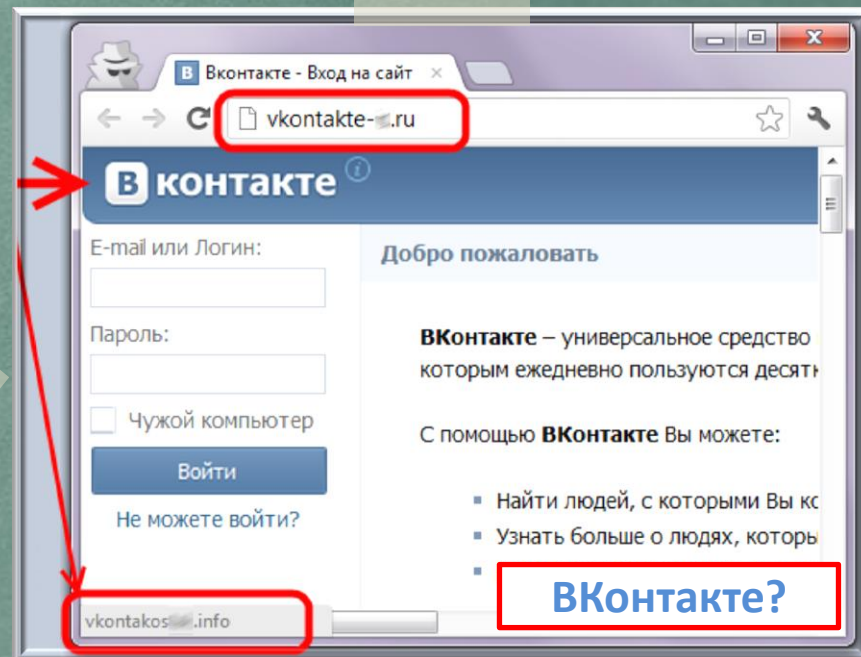 В Вконтакте - Вход на сайт
vkontakte- .ru
В контакте i
E-mail или Логин:
Пароль:
Чужой компьютер
Войти
Не можете войти?
Добро пожаловать
ВКонтакте – универсальное средство
которым ежедневно пользуются десятк
С помощью ВКонтакте Вы можете:
Найти людей, с которыми Вы
Узнать больше о людях, которы
ВКонтакте?
vkontakos .info